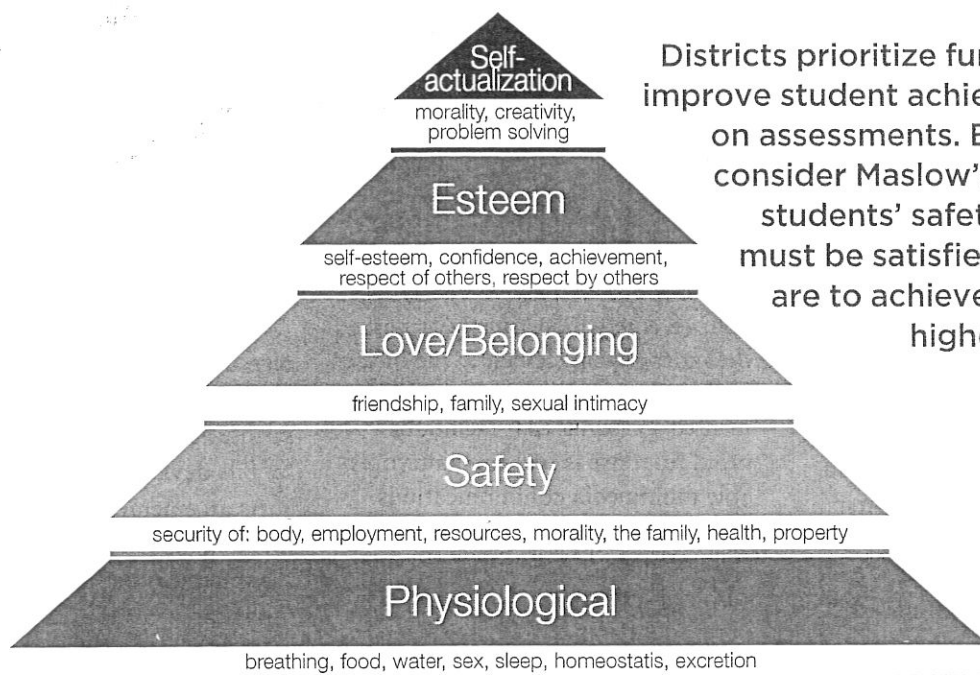 Self-
actualization
morality, creativity,
problem solving
Esteem
self-esteem, confidence, achievement,
respect of others, respect by others
Love/Belonging
friendship, family, sexual intimacy
Safety
security of: body, employment, resources, morality, the family, health, property
Physiological
breathing, food, water, sex, sleep, homeostatis, excretion
Districts prioritize
improve student
on assessments.
consider Maslow's
students'
must be
are to achieve